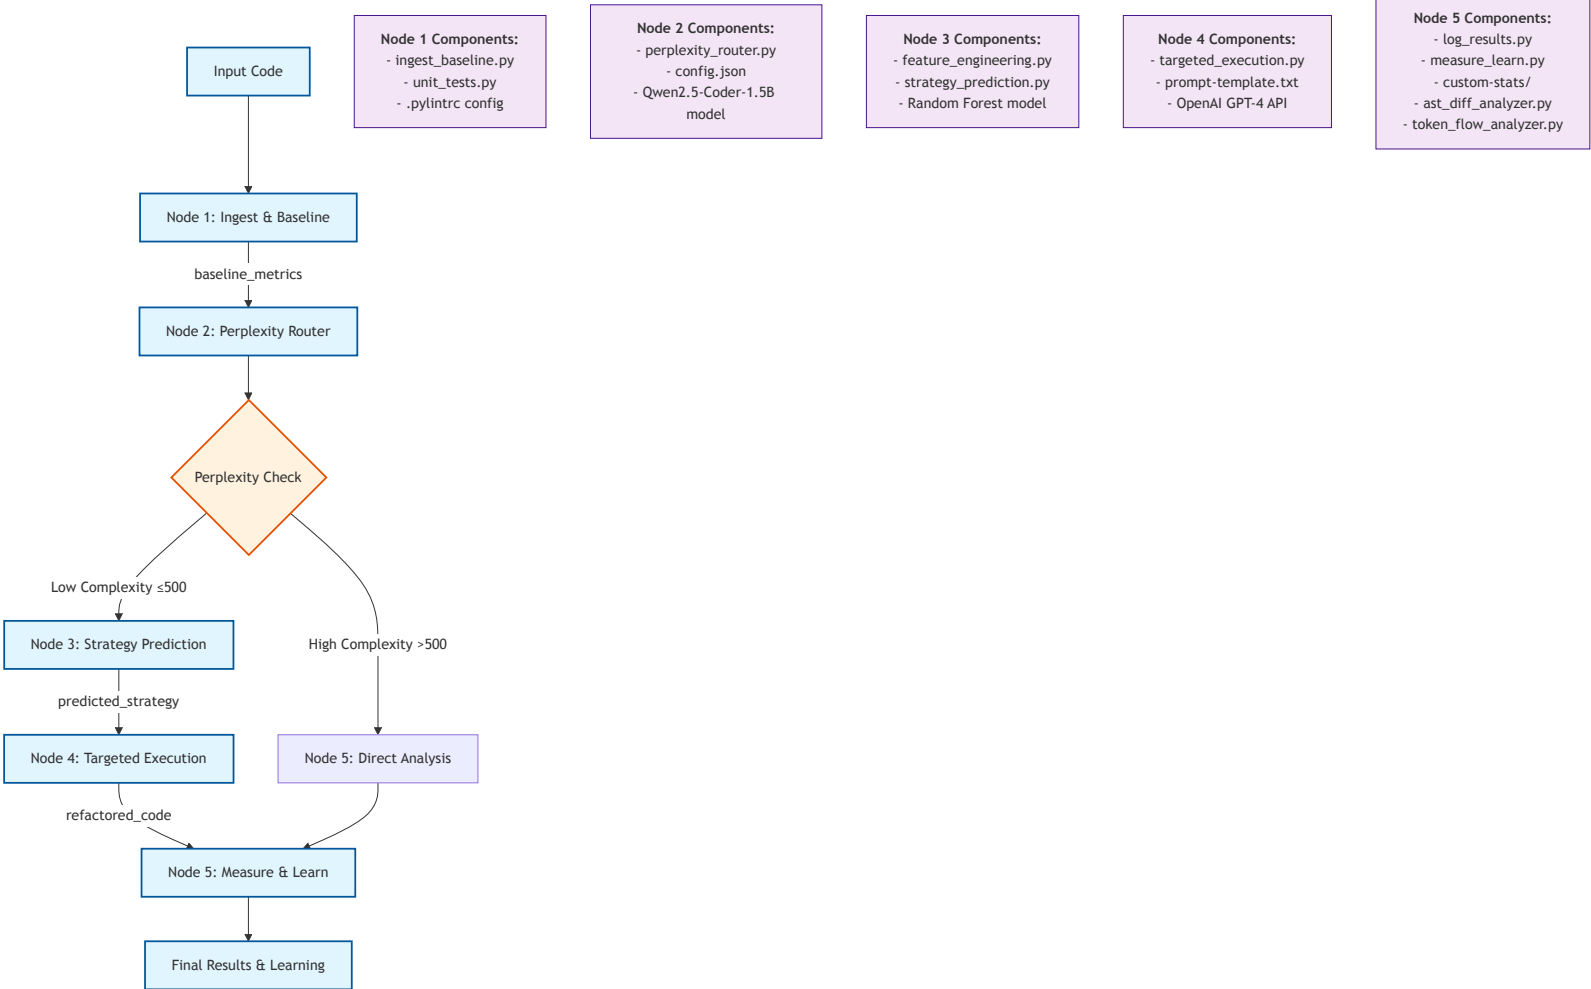 Input Code
Node 1 Components:
- ingest_baseline.py
- unit_tests.py
- .pylintrc config
Node 2 Components:
- perplexity_router.py
- config.json
- Qwen2.5-Coder-1.5B
model
Node 3 Components:
- feature_engineering.py
- strategy_prediction.py
- Random Forest model
Node 4 Components:
- targeted_execution.py
- prompt-template.txt
- OpenAI GPT-4 API
Node 5 Components:
- log_results.py
- measure_learn.py
- custom-stats/
- ast_diff_analyzer.py
- token_flow_analyzer.py
Node 1: Ingest & Baseline
baseline_metrics
Node 2: Perplexity Router
Perplexity Check
Low Complexity ≤500
High Complexity >500
Node 3: Strategy Prediction
predicted_strategy
Node 4: Targeted Execution
Node 5: Direct Analysis
refactored_code
Node 5: Measure & Learn
Final Results & Learning